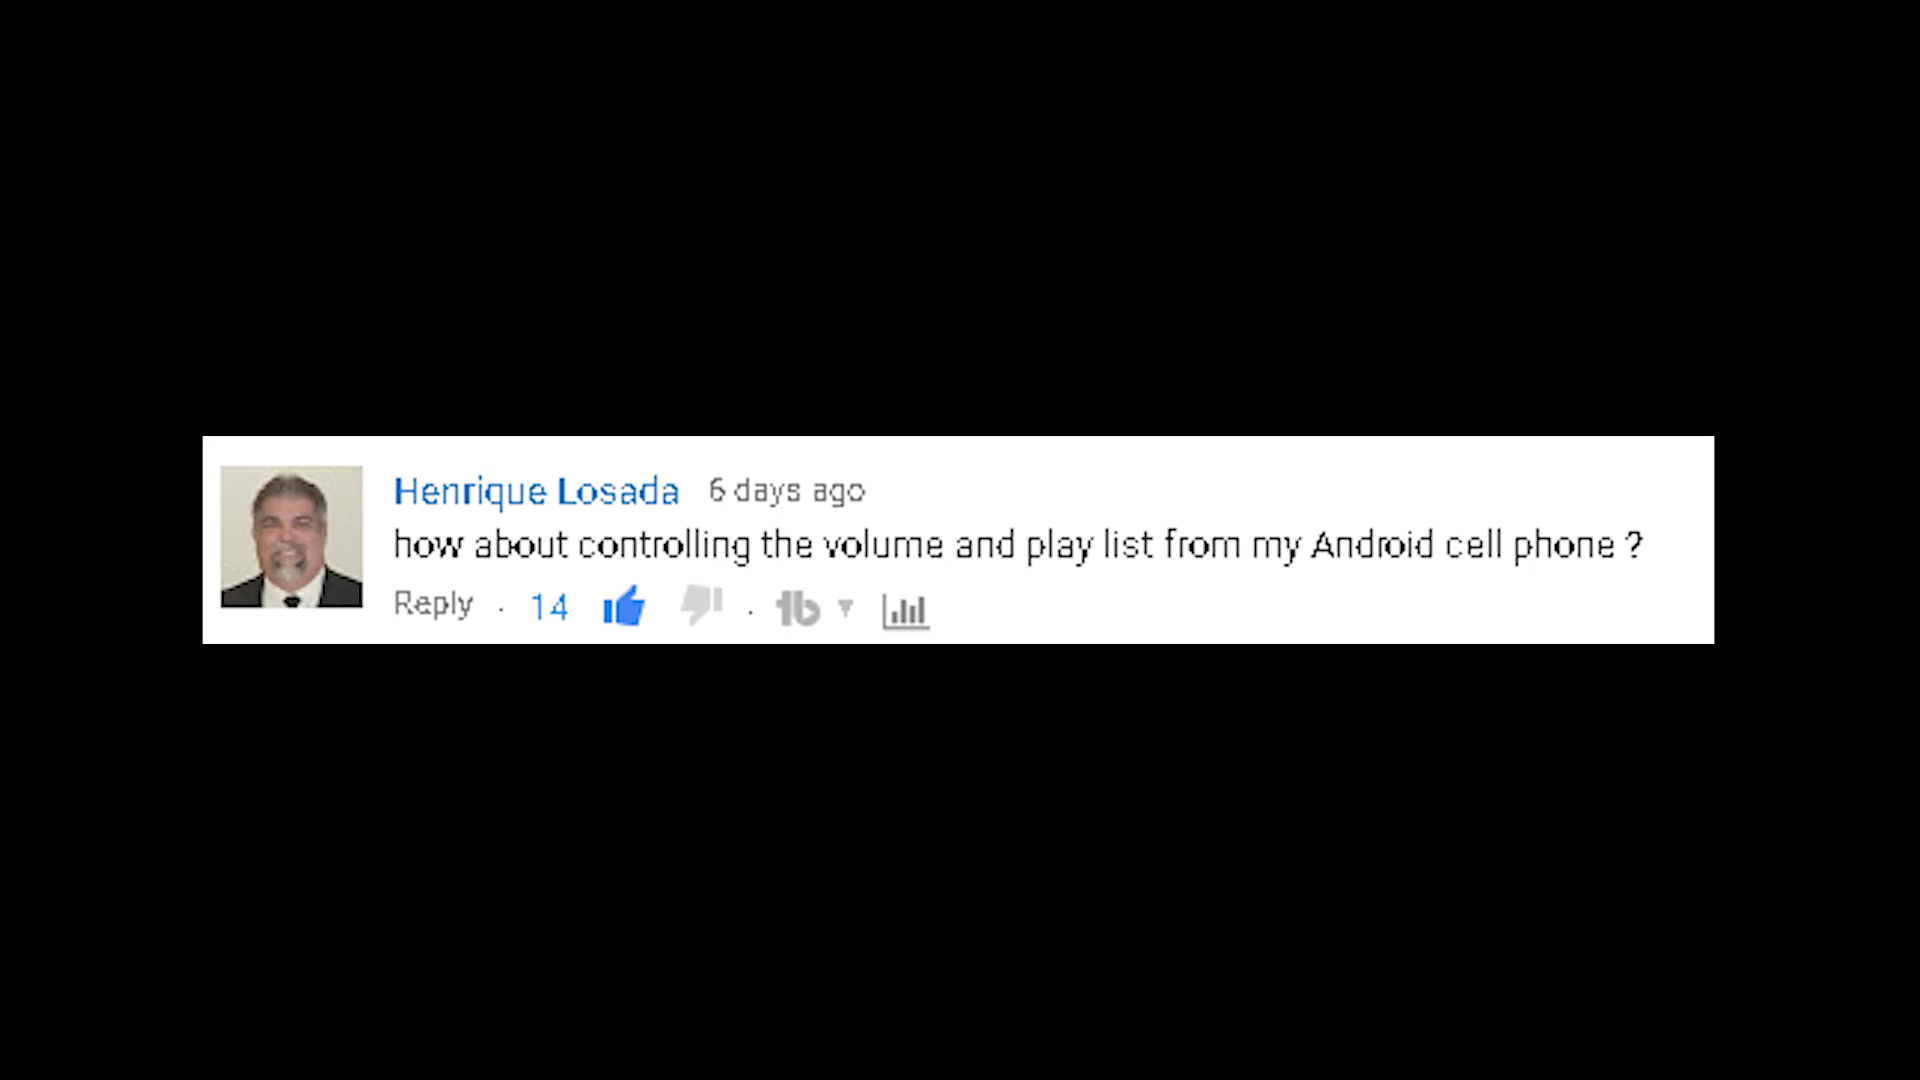 Henrique Losada 6 days ago
how about controlling the volume and play list from my Android cell phone ?
Reply · 14 · tb